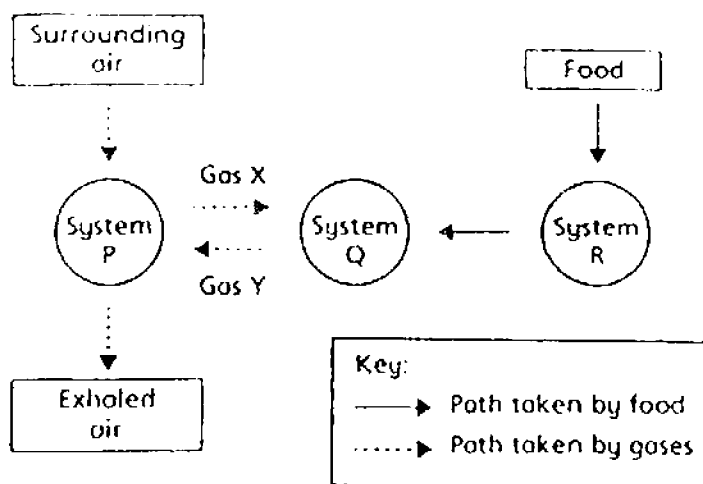 Surrounding
air
Food
Gas X
System
P
System
Q
System
R
Gas Y
Key:
Exhaled
air
Path taken by food
Path taken by gases